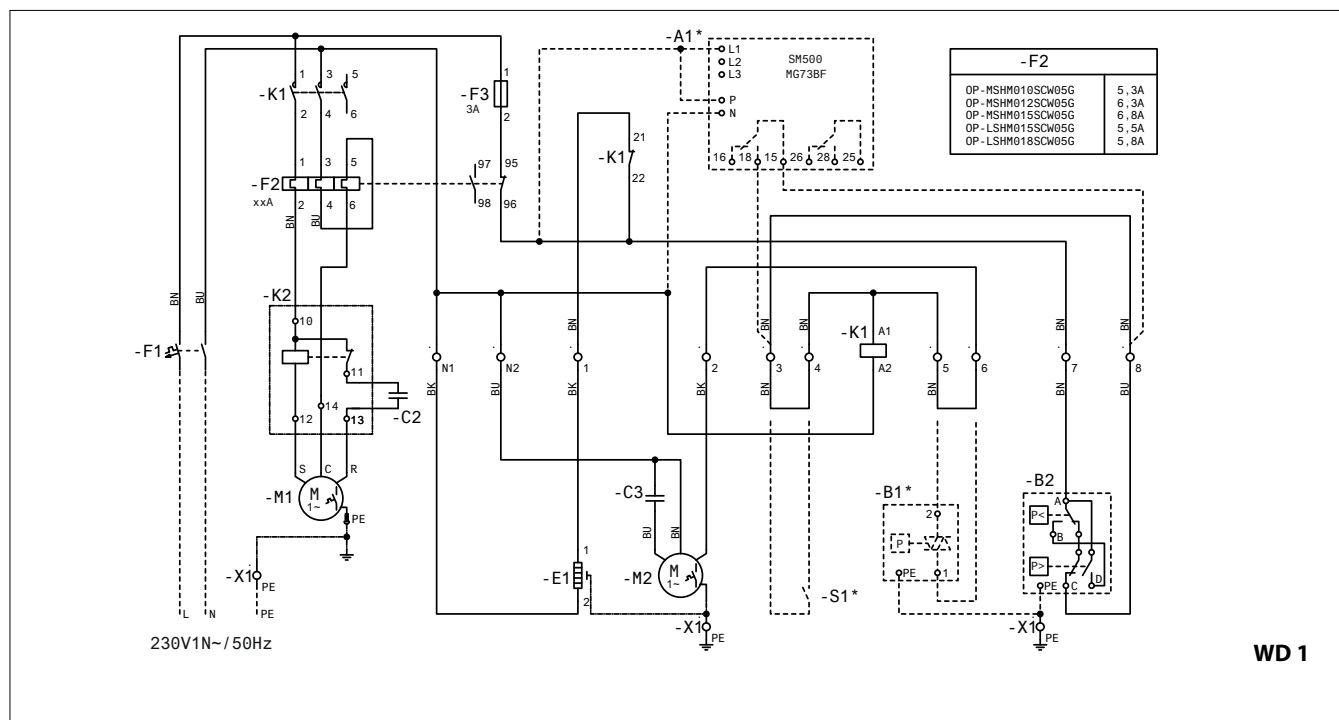 -A1*
L1
L2
L3
P
N
SM500
MG73BF
16 18 15 26 28 25
-F2
OP-MSHM010SCW05G 5,3A
OP-MSHM012SCW05G 6,3A
OP-MSHM015SCW05G 6,8A
OP-LSHM015SCW05G 5,5A
OP-LSHM018SCW05G 5,8A
1 3 5
-K1
2 4 6
1
-F3
3A
2
21
-K1
22
1 3 5
-F2
xxA
2 4 6
BN BU
97 95
98 96
BN BU
-K2
10
11
14
12 13
-C2
-F1
S C R
-M1
M
1~
PE
-X1
PE
L N PE
230V1N~/50Hz
N1
BK
N2
BU
BN
1
BK
2
BK
BN
3
BN
BN
4
-K1
A1
A2
5
BN
6
BN
7
BN
BN
8
BU
-C3
BU BN
-M2
M
1~
1
-E1
2
-X1
PE
-S1*
-B1*
2
P
PE 1
-B2
A
P<
B
P>
PE C D
-X1
PE
WD 1